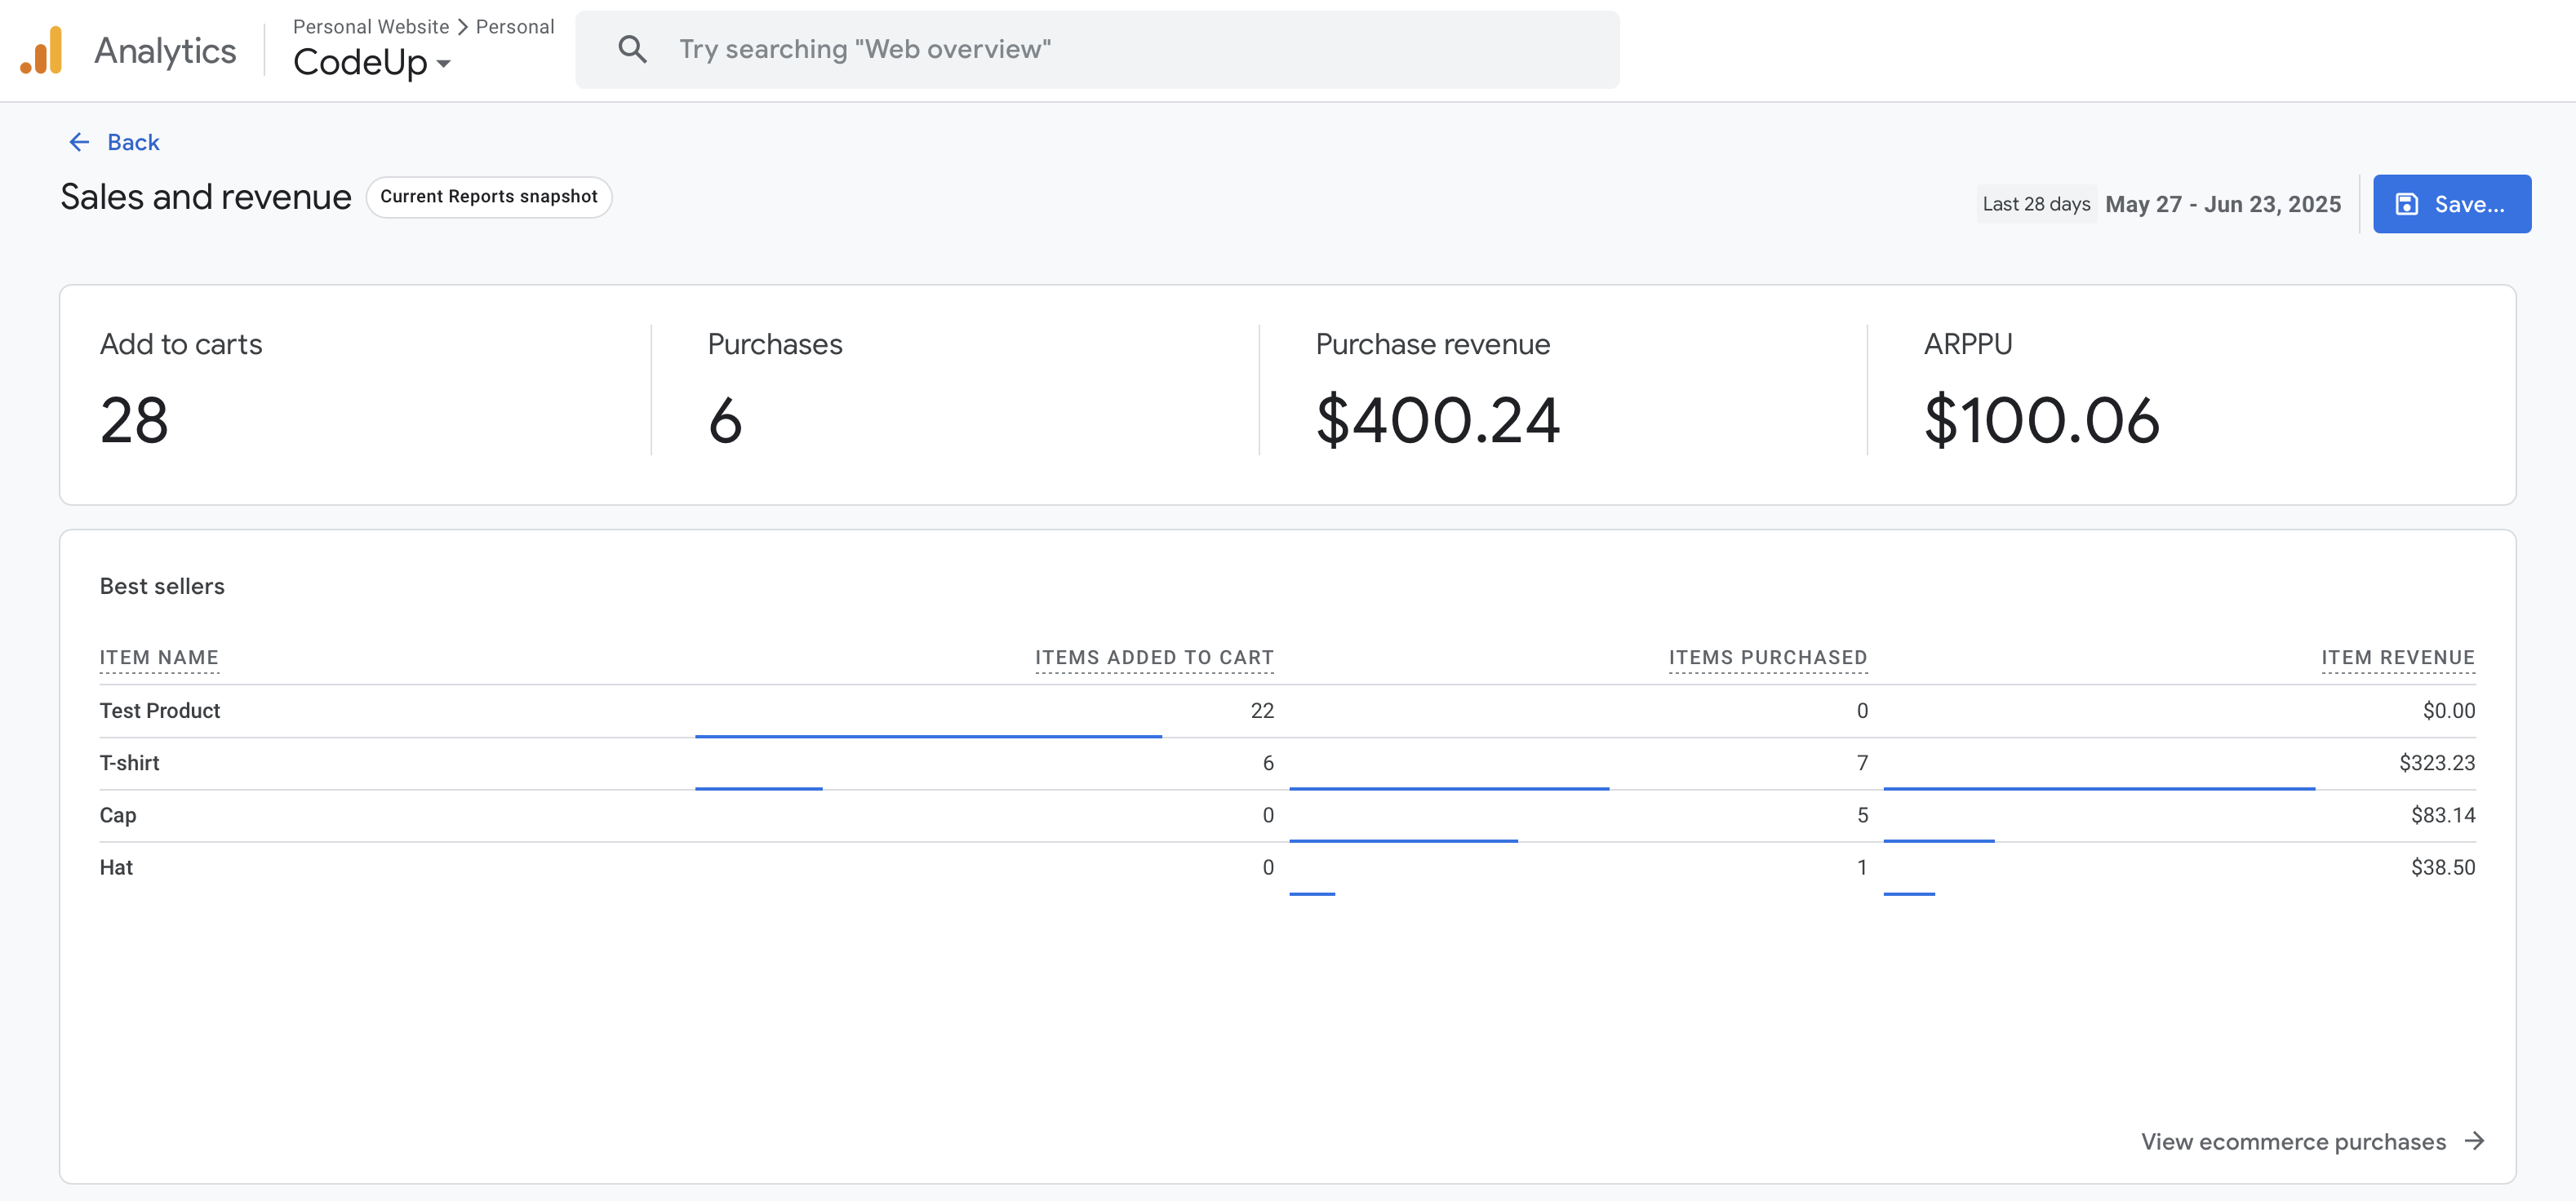 Analytics
Personal Website > Personal
CodeUp
Try searching "Web overview"
Back
Sales and revenue
Current Reports snapshot
Last 28 days May 27 - Jun 23, 2025
Save...
Add to carts
28
Purchases
6
Purchase revenue
$400.24
ARPPU
$100.06
Best sellers
ITEM NAME ITEMS ADDED TO CART ITEMS PURCHASED ITEM REVENUE
Test Product 22 0 $0.00
T-shirt 6 7 $323.23
Cap 0 5 $83.14
Hat 0 1 $38.50
View ecommerce purchases